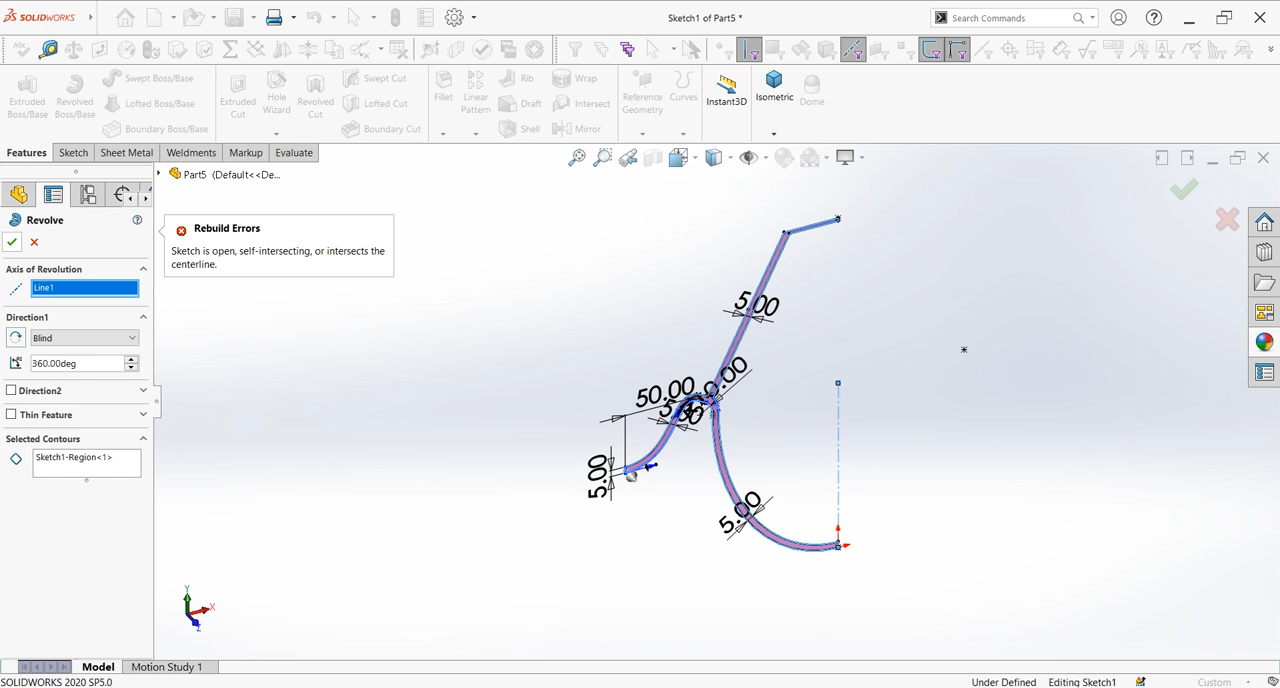 SOLIDWORKS
Sketch1 of Part5 *
Search Commands
Extruded Boss/Base
Revolved Boss/Base
Swept Boss/Base
Lofted Boss/Base
Boundary Boss/Base
Extruded Cut
Hole Wizard
Revolved Cut
Swept Cut
Lofted Cut
Boundary Cut
Fillet
Linear Pattern
Rib
Draft
Shell
Wrap
Intersect
Mirror
Reference Geometry
Curves
Instant3D
Isometric
Dome
Features
Sketch
Sheet Metal
Weldments
Markup
Evaluate
Part5 (Default<<De...
Revolve
Rebuild Errors
Sketch is open, self-intersecting, or intersects the
centerline.
Axis of Revolution
Line1
Direction1
Blind
360.00deg
Direction2
Thin Feature
Selected Contours
Sketch1-Region<1>
5.00
50.00
5.00
5.00
Y
X
Z
Model
Motion Study 1
SOLIDWORKS 2020 SP5.0
Under Defined
Editing Sketch1
Custom